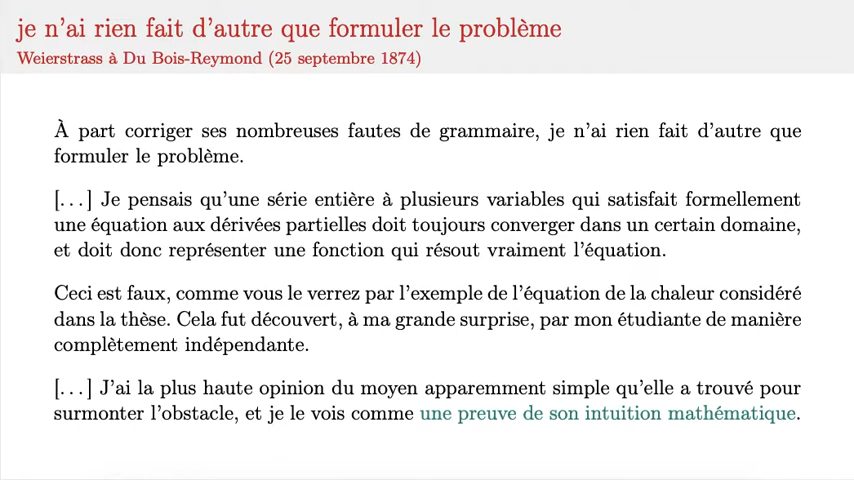 je n’ai rien fait d’autre que formuler le problème
Weierstrass à Du Bois-Reymond (25 septembre 1874)
À part corriger ses nombreuses fautes de grammaire, je n’ai rien fait d’autre que
formuler le problème.
[...] Je pensais qu’une série entière à plusieurs variables qui satisfait formellement
une équation aux dérivées partielles doit toujours converger dans un certain domaine,
et doit donc représenter une fonction qui résout vraiment l’équation.
Ceci est faux, comme vous le verrez par l’exemple de l’équation de la chaleur considéré
dans la thèse. Cela fut découvert, à ma grande surprise, par mon étudiante de manière
complètement indépendante.
[...] J’ai la plus haute opinion du moyen apparemment simple qu’elle a trouvé pour
surmonter l’obstacle, et je le vois comme une preuve de son intuition mathématique.